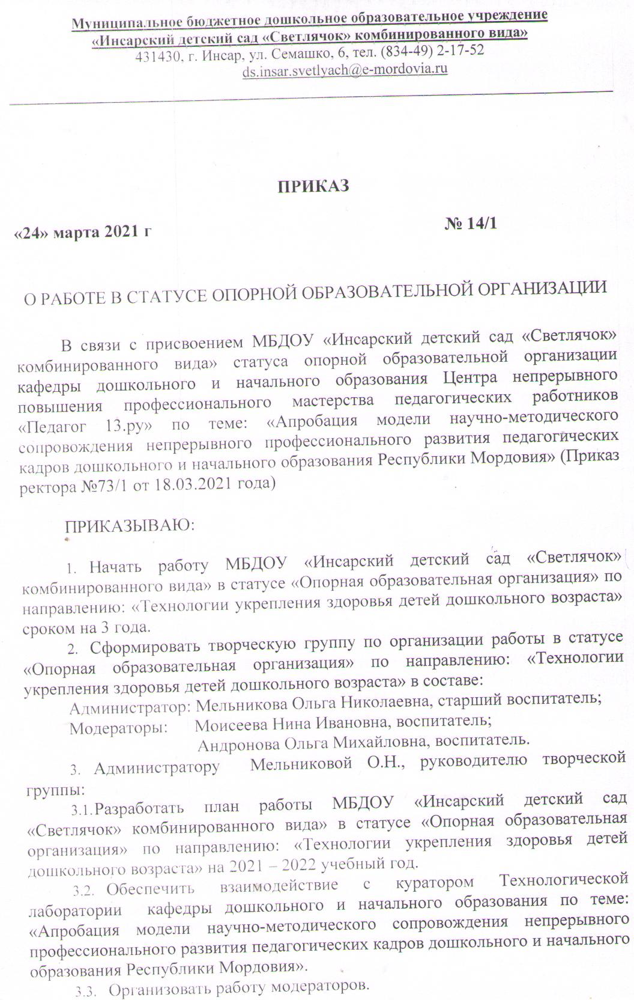 Муниципальное бюджетное дошкольное образовательное учреждение
«Инсарский детский сад «Светлячок» комбинированного вида»
431430, г. Инсар, ул. Семашко, 6, тел. (834-49) 2-17-52
ds.insar.svetlyach@e-mordovia.ru
ПРИКАЗ
«24» марта 2021 г № 14/1
О РАБОТЕ В СТАТУСЕ ОПОРНОЙ ОБРАЗОВАТЕЛЬНОЙ ОРГАНИЗАЦИИ
В связи с присвоением МБДОУ «Инсарский детский сад «Светлячок»
комбинированного вида» статуса опорной образовательной организации
кафедры дошкольного и начального образования Центра непрерывного
повышения профессионального мастерства педагогических работников
«Педагог 13.ру» по теме: «Апробация модели научно-методического
сопровождения непрерывного профессионального развития педагогических
кадров дошкольного и начального образования Республики Мордовия» (Приказ
ректора №73/1 от 18.03.2021 года)
ПРИКАЗЫВАЮ:
1. Начать работу МБДОУ «Инсарский детский сад «Светлячок»
комбинированного вида» в статусе «Опорная образовательная организация» по
направлению: «Технологии укрепления здоровья детей дошкольного возраста»
сроком на 3 года.
2. Сформировать творческую группу по организации работы в статусе
«Опорная образовательная организация» по направлению: «Технологии
укрепления здоровья детей дошкольного возраста» в составе:
Администратор: Мельникова Ольга Николаевна, старший воспитатель;
Модераторы: Моисеева Нина Ивановна, воспитатель;
Андронова Ольга Михайловна, воспитатель.
3. Администратору Мельниковой О.Н., руководителю творческой
группы:
3.1.Разработать план работы МБДОУ «Инсарский детский сад
«Светлячок» комбинированного вида» в статусе «Опорная образовательная
организация» по направлению: «Технологии укрепления здоровья детей
дошкольного возраста» на 2021 – 2022 учебный год.
3.2. Обеспечить взаимодействие с куратором Технологической
лаборатории кафедры дошкольного и начального образования по теме:
«Апробация модели научно-методического сопровождения непрерывного
профессионального развития педагогических кадров дошкольного и начального
образования Республики Мордовия».
3.3. Организовать работу модераторов.